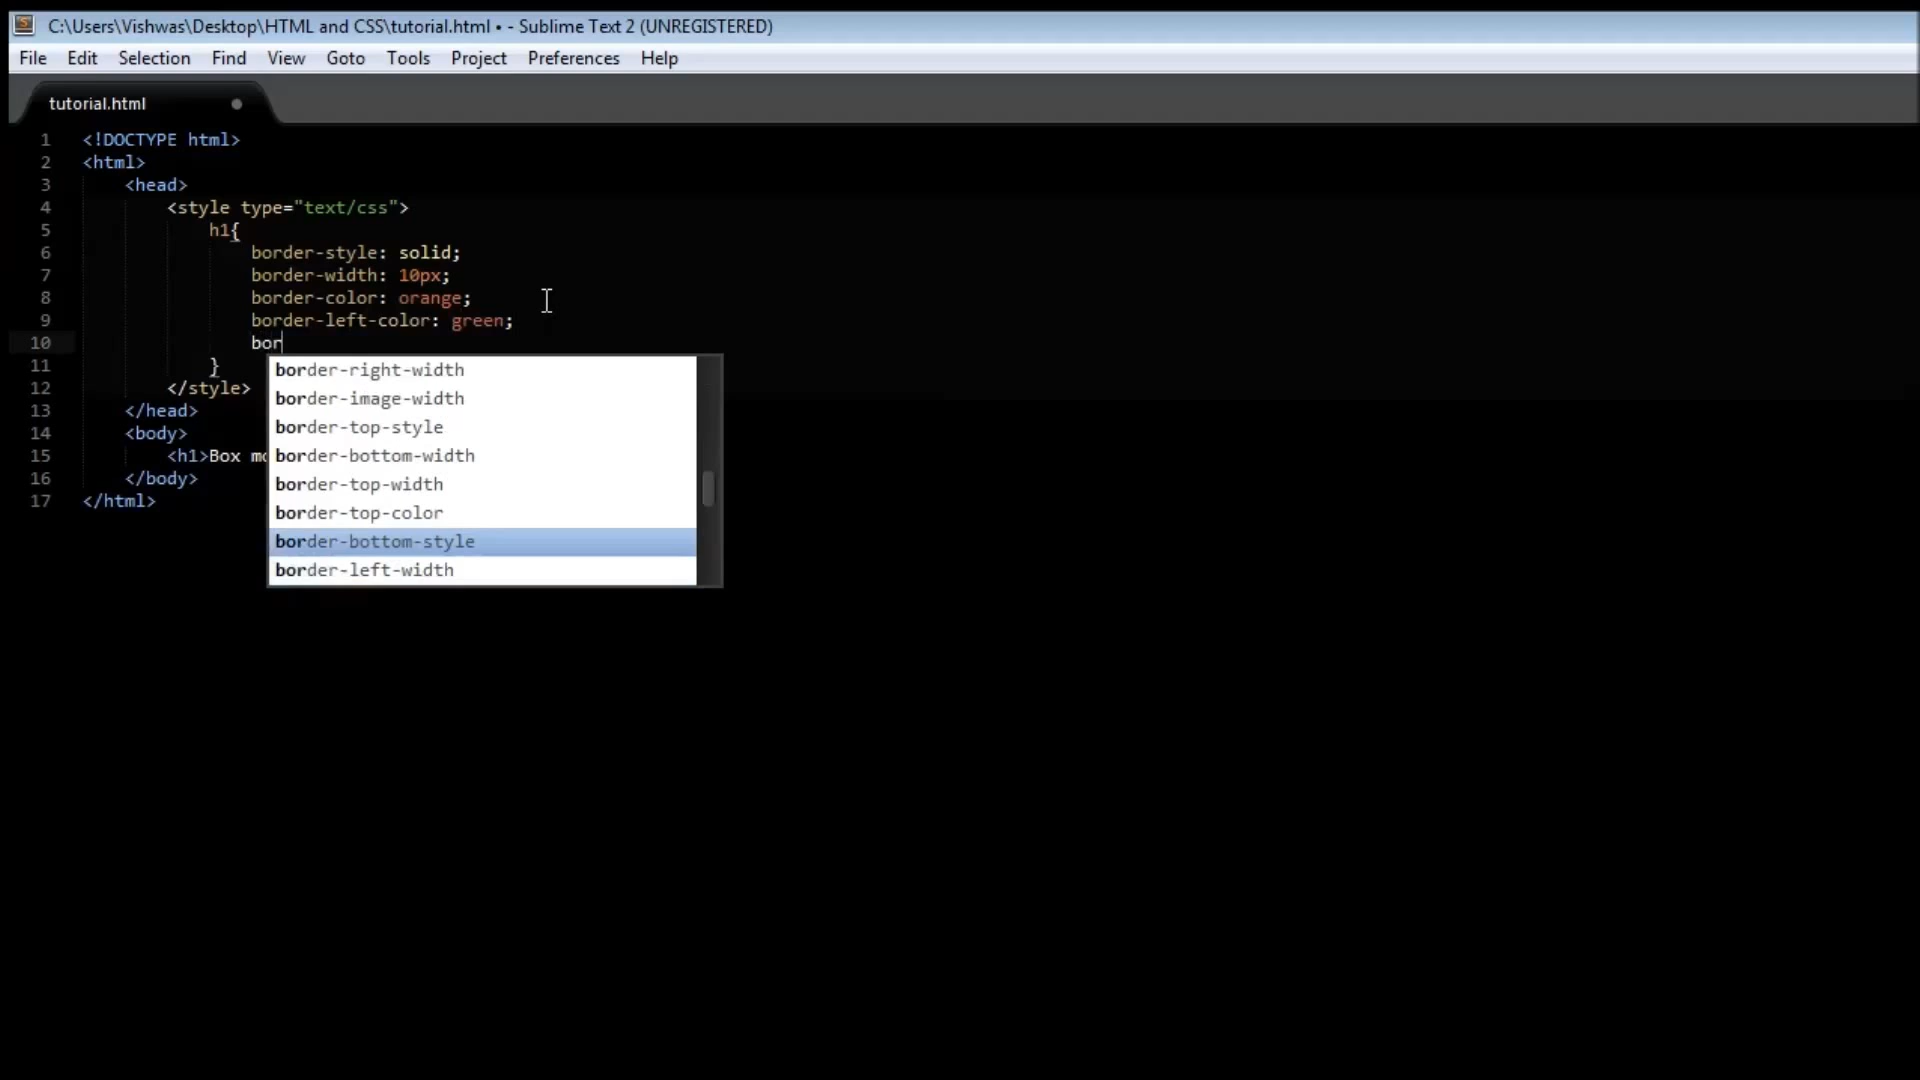 C:\Users\Vishwas\Desktop\HTML and CSS\tutorial.html • - Sublime Text 2 (UNREGISTERED)
File Edit Selection Find View Goto Tools Project Preferences Help
tutorial.html
1 <!DOCTYPE html>
2 <html>
3 <head>
4 <style type="text/css">
5 h1{
6 border-style: solid;
7 border-width: 10px;
8 border-color: orange;
9 border-left-color: green;
10 bor
11 }
12 </style>
13 </head>
14 <body>
15 <h1>Box
16 </body>
17 </html>
border-right-width
border-image-width
border-top-style
border-bottom-width
border-top-width
border-top-color
border-bottom-style
border-left-width